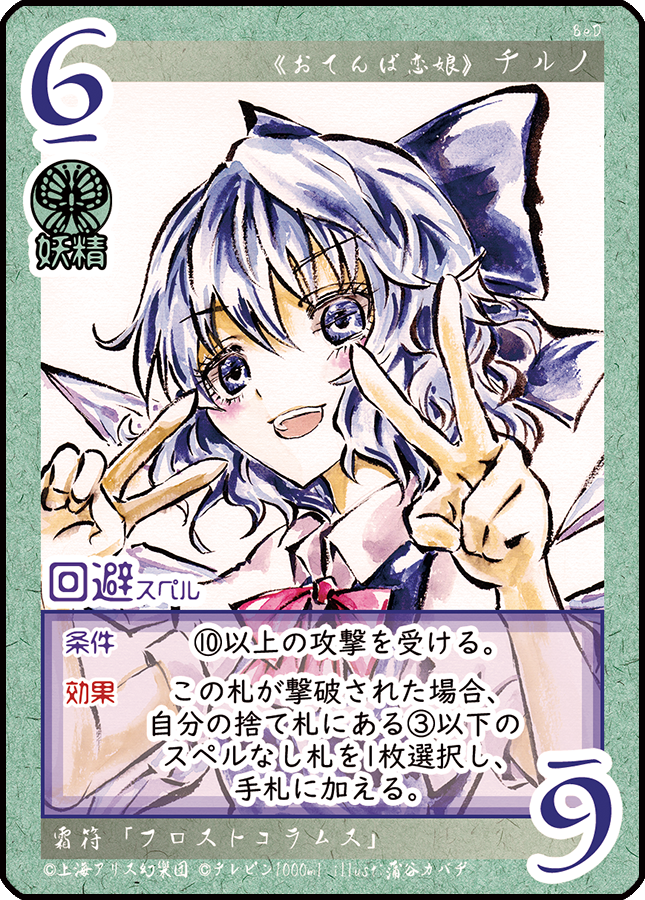 6
BoD
《おてんば恋娘》 チルノ
妖精
回避スペル
条件 ⑩以上の攻撃を受ける。
効果 この札が撃破された場合、
自分の捨て札にある③以下の
スペルなし札を1枚選択し、
手札に加える。
6
霜符「フロストコラムス」
©上海アリス幻樂団 ©テレピン1000ml illust:蒲谷カバヂ